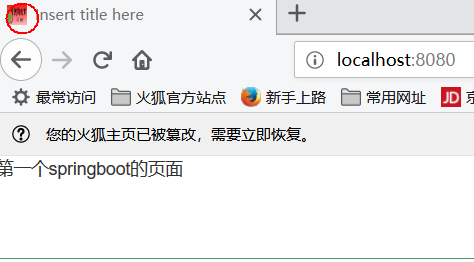 Insert title here
localhost:8080
最常访问 火狐官方站点 新手上路 常用网址 JD
您的火狐主页已被篡改，需要立即恢复。
第一个springboot的页面